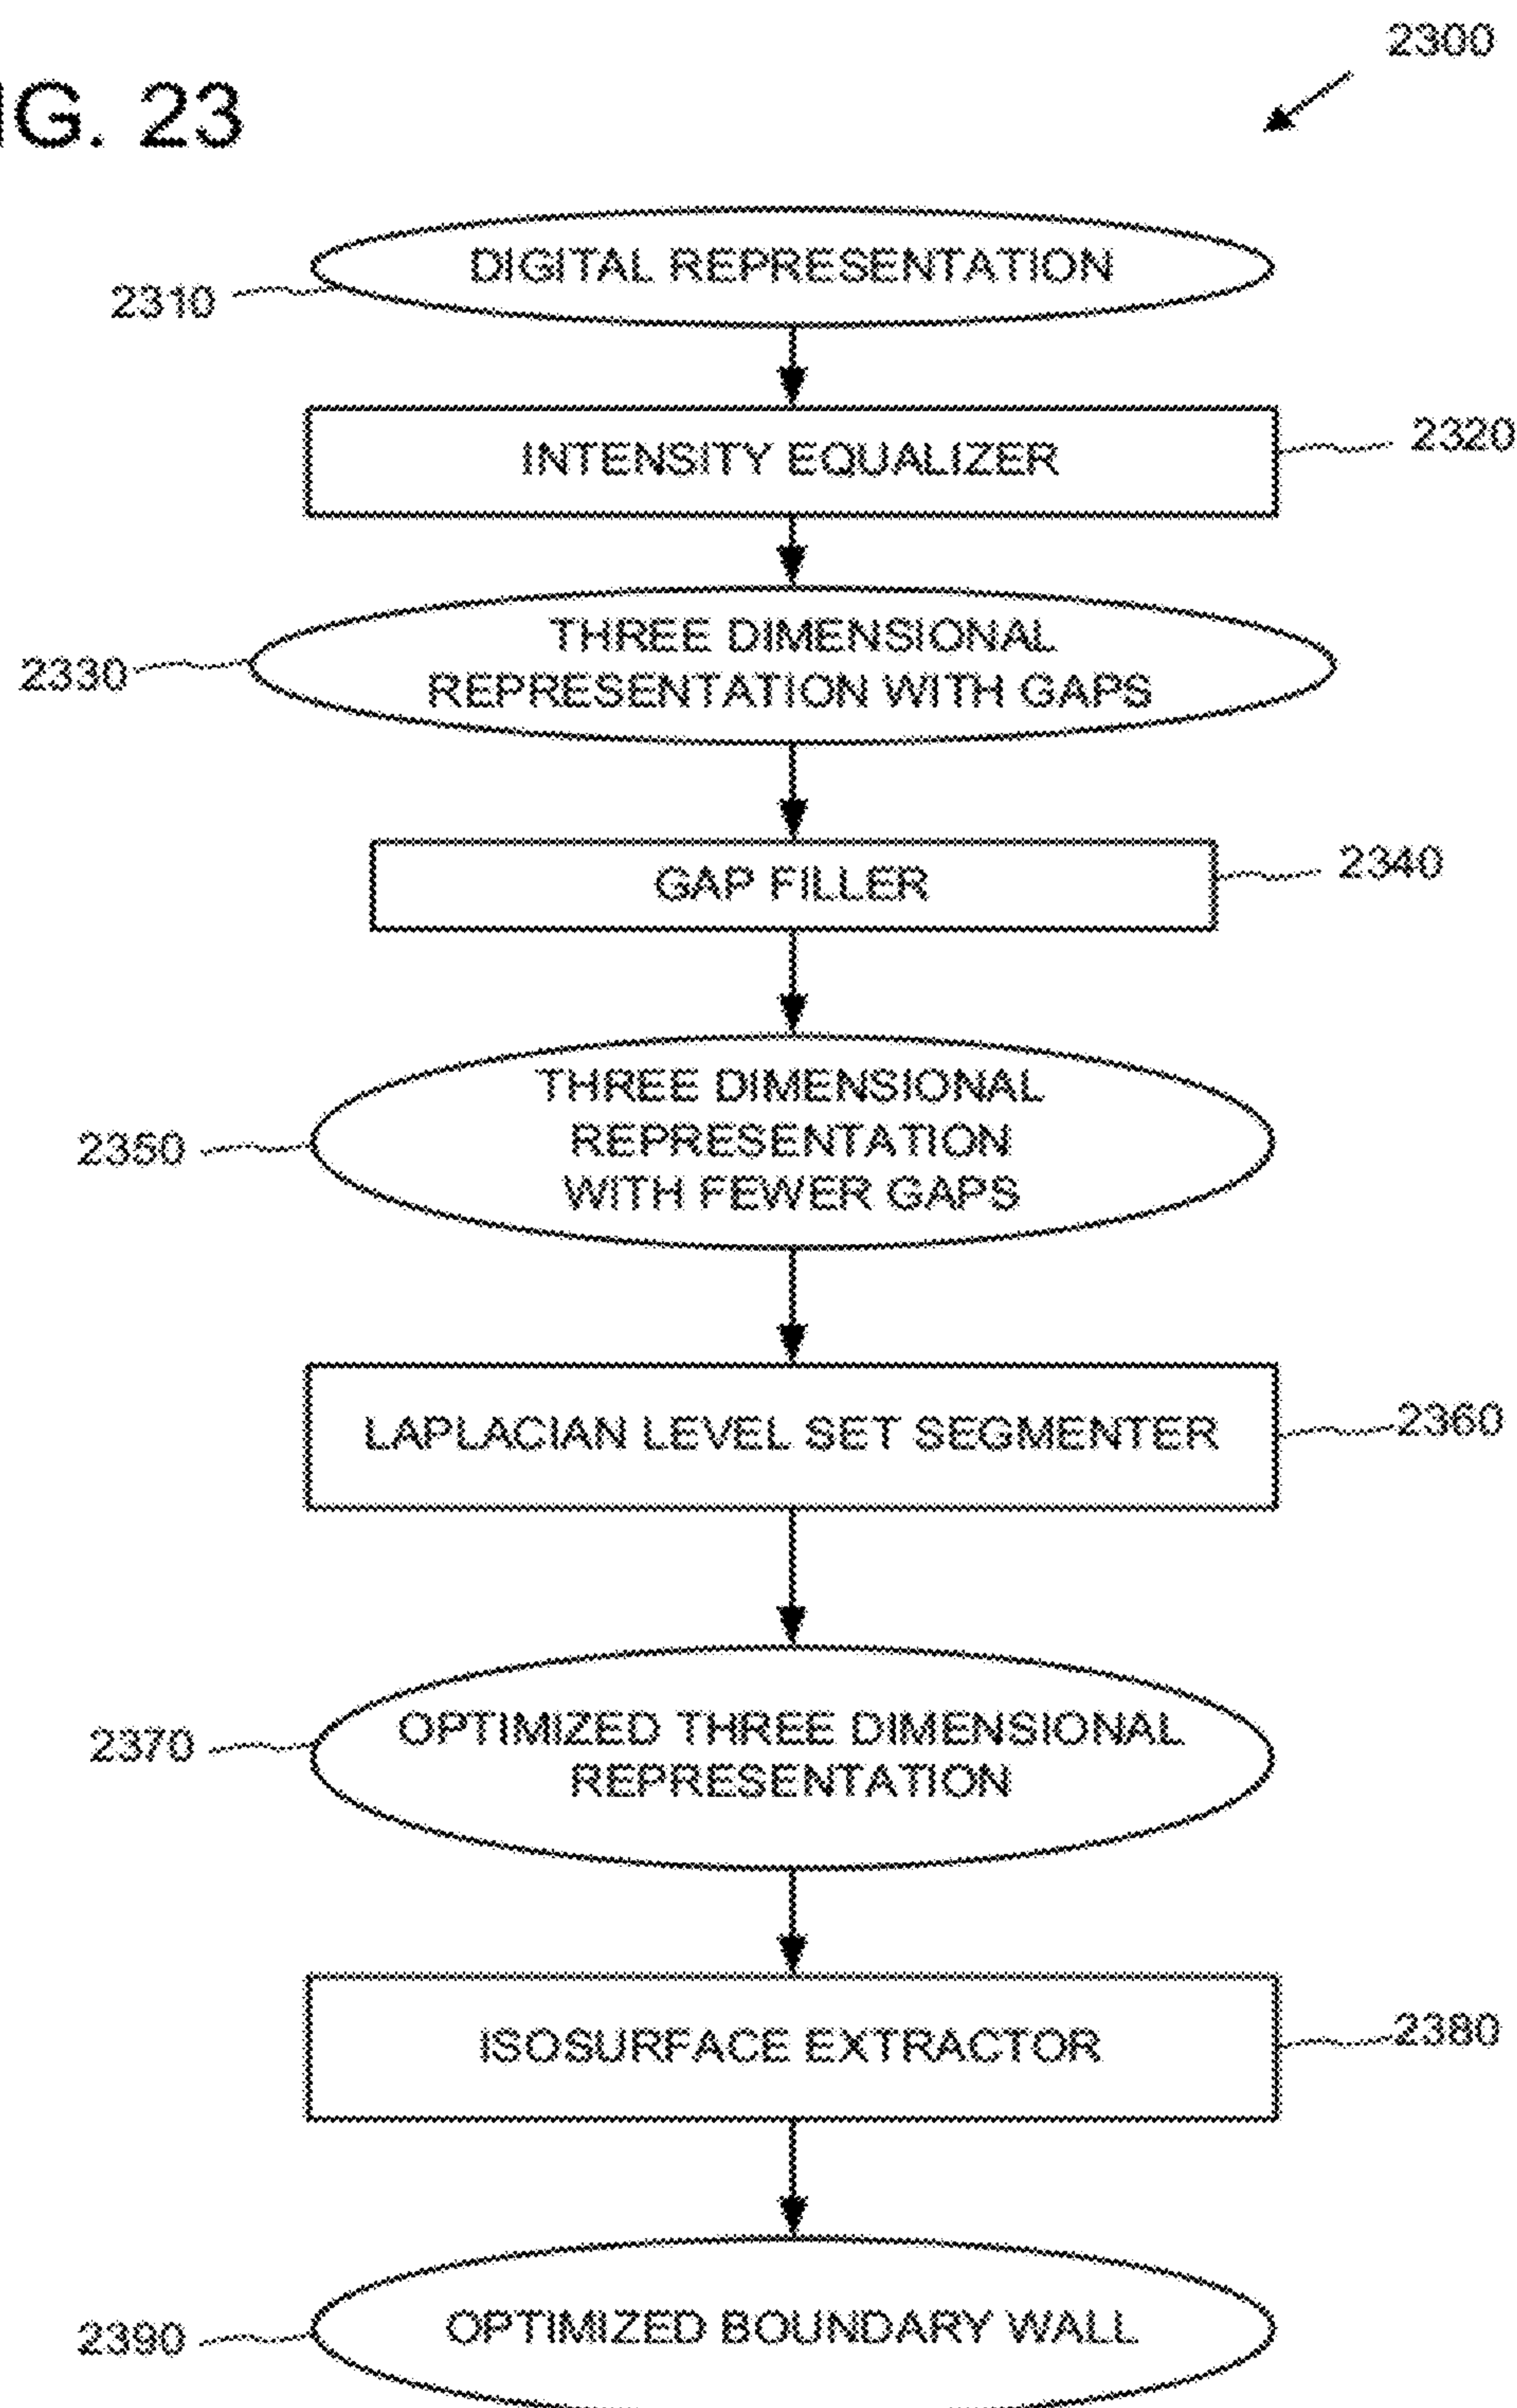 2300
G. 23
DIGITAL REPRESENTATION
2310
INTENSITY EQUALIZER
2320
THREE DIMENSIONAL
REPRESENTATION WITH GAPS
2330
GAP FILLER
2340
THREE DIMENSIONAL
REPRESENTATION
WITH FEWER GAPS
2350
LAPLACIAN LEVEL SET SEGMENTER
2360
OPTIMIZED THREE DIMENSIONAL
REPRESENTATION
2370
ISOSURFACE EXTRACTOR
2380
OPTIMIZED BOUNDARY WALL
2390